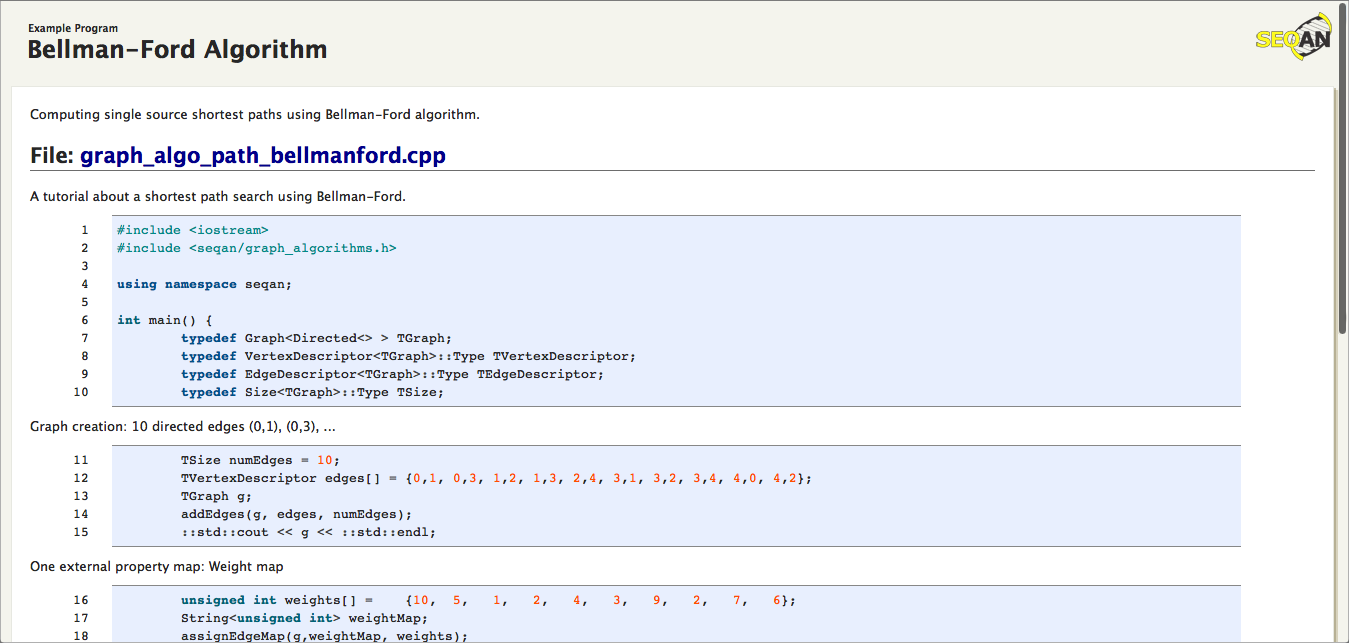 Example Program
Bellman-Ford Algorithm
SEQAN
Computing single source shortest paths using Bellman-Ford algorithm.
File: graph_algo_path_bellmanford.cpp
A tutorial about a shortest path search using Bellman-Ford.
1 #include <iostream>
2 #include <seqan/graph_algorithms.h>
3
4 using namespace seqan;
5
6 int main() {
7 typedef Graph<Directed<> > TGraph;
8 typedef VertexDescriptor<TGraph>::Type TVertexDescriptor;
9 typedef EdgeDescriptor<TGraph>::Type TEdgeDescriptor;
10 typedef Size<TGraph>::Type TSize;
Graph creation: 10 directed edges (0,1), (0,3), ...
11 TSize numEdges = 10;
12 TVertexDescriptor edges[] = {0,1, 0,3, 1,2, 1,3, 2,4, 3,1, 3,2, 3,4, 4,0, 4,2};
13 TGraph g;
14 addEdges(g, edges, numEdges);
15 ::std::cout << g << ::std::endl;
One external property map: Weight map
16 unsigned int weights[] = {10, 5, 1, 2, 4, 3, 9, 2, 7, 6};
17 String<unsigned int> weightMap;
18 assignEdgeMap(g,weightMap, weights);